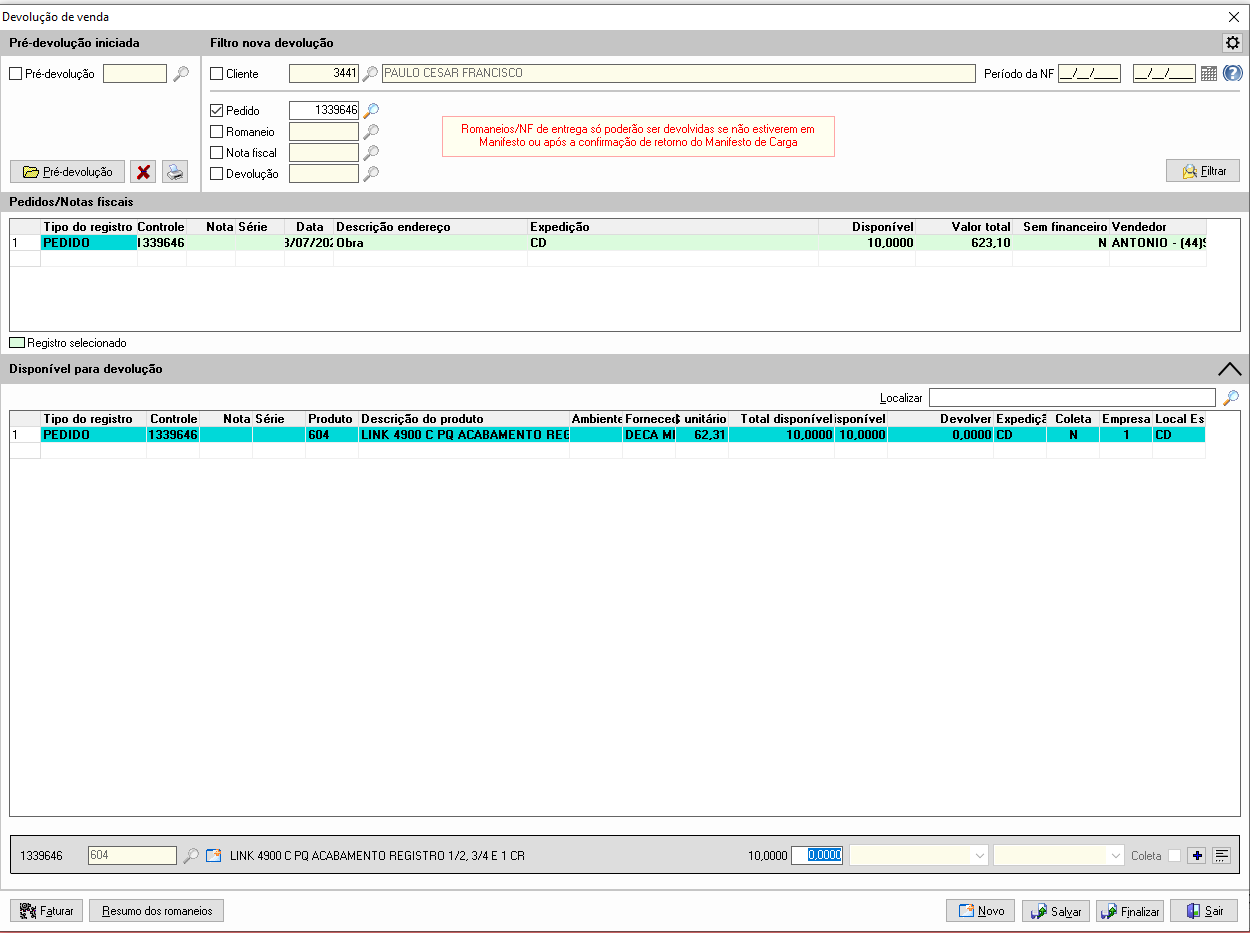 Devolução de venda
Pré-devolução iniciada
Filtro nova devolução
Pré-devolução
Cliente 3441 PAULO CESAR FRANCISCO Período da NF __/__/____ __/__/____
Pedido 1339646
Romaneio
Nota fiscal
Devolução
Romaneios/NF de entrega só poderão ser devolvidas se não estiverem em
Manifesto ou após a confirmação de retorno do Manifesto de Carga
Pré-devolução
Filtrar
Pedidos/Notas fiscais
Tipo do registro Controle Nota Série Data Descrição endereço Expedição Disponível Valor total Sem financeiro Vendedor
1 PEDIDO 1339646 3/07/202 Obra CD 10,0000 623,10 N ANTONIO - (44)
Registro selecionado
Disponível para devolução
Localizar
Tipo do registro Controle Nota Série Produto Descrição do produto Ambiente Forneced unitário Total disponível isponível Devolver Expediçã Coleta Empresa Local Es
1 PEDIDO 1339646 604 LINK 4900 C PQ ACABAMENTO REG DECA MI 62,31 10,0000 10,0000 0,0000 CD N 1 CD
1339646 604 LINK 4900 C PQ ACABAMENTO REGISTRO 1/2, 3/4 E 1 CR 10,0000 0,0000 Coleta
Faturar Resumo dos romaneios Novo Salvar Finalizar Sair